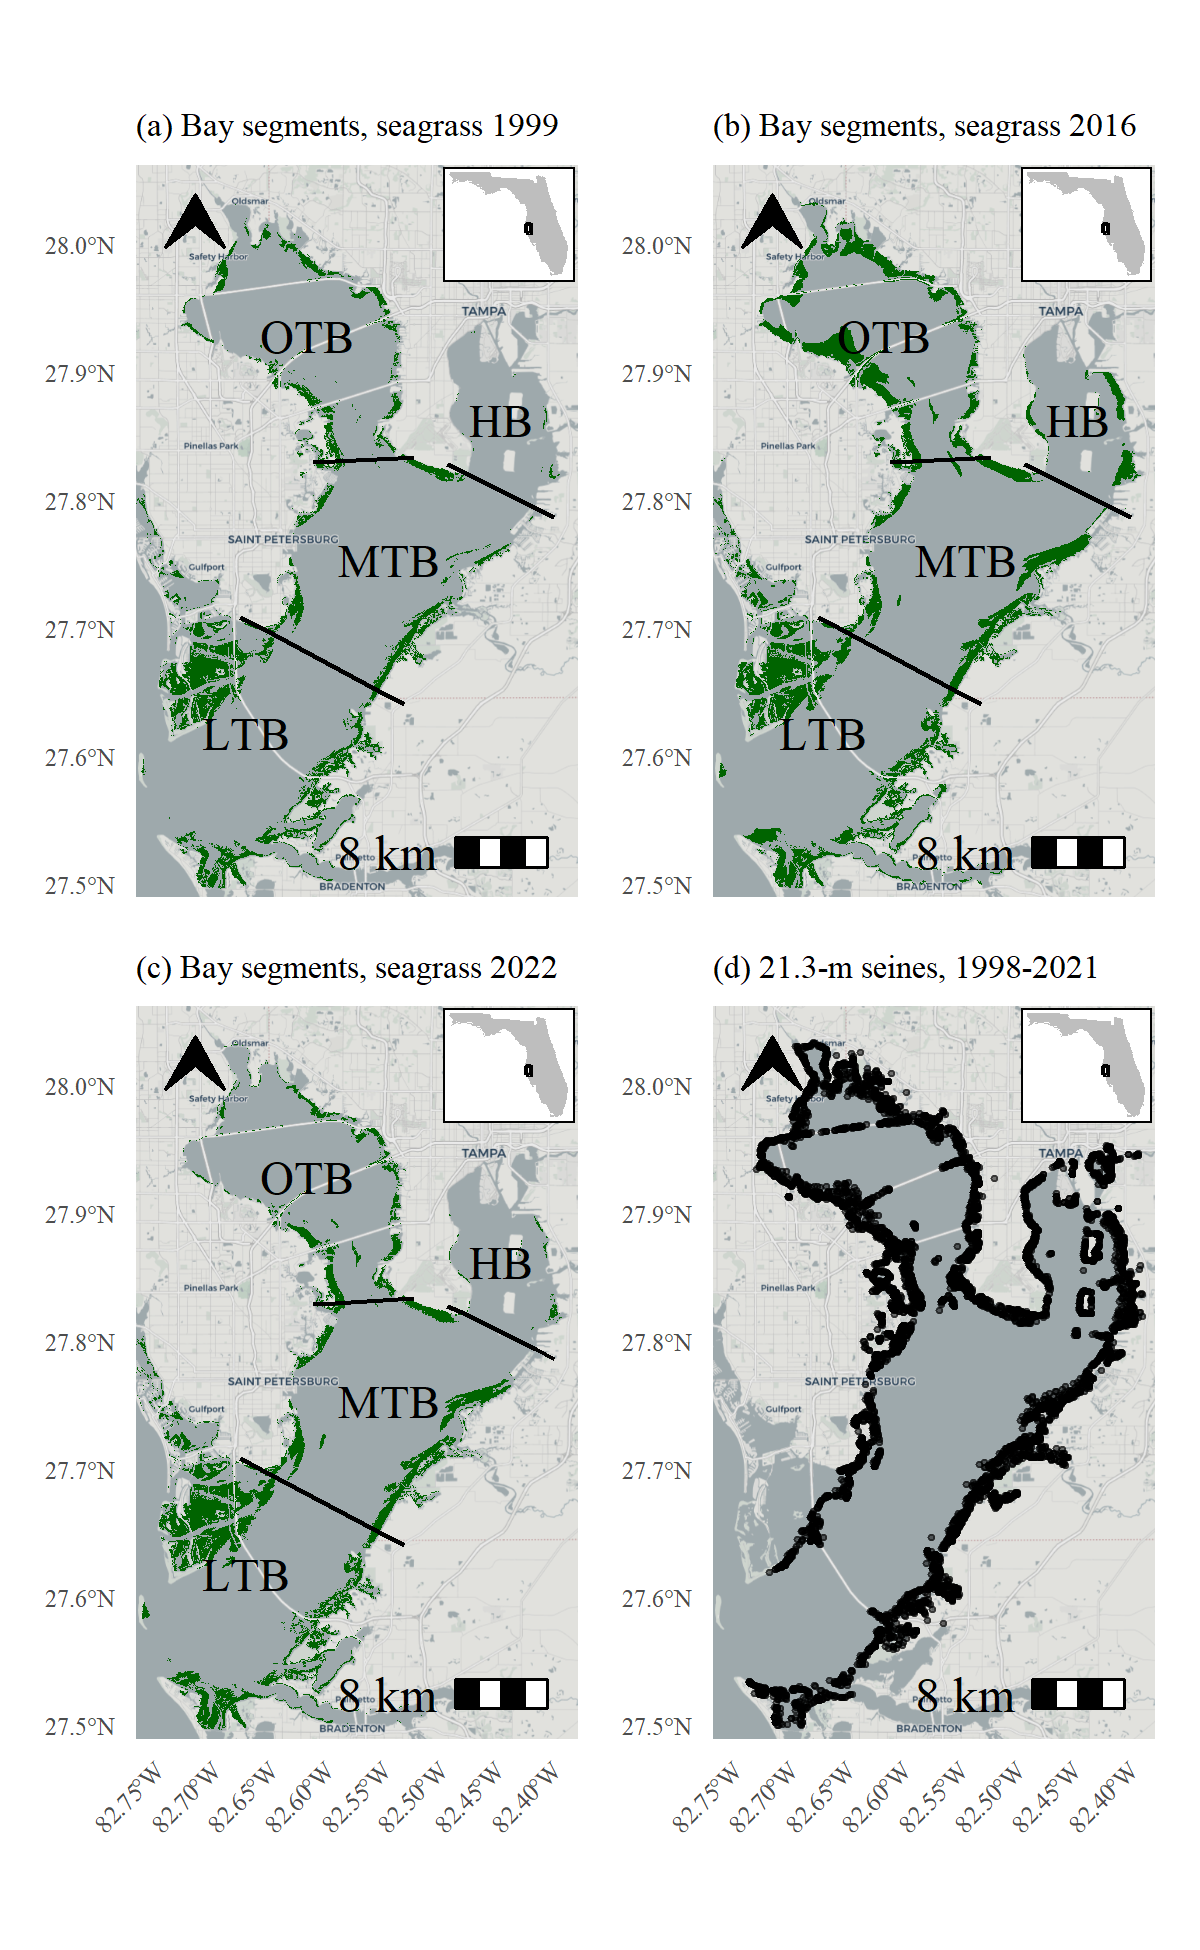 (a) Bay segments, seagrass 1999
Oldsmar
28.0°N
Safety Harbor
TAMPA
OTB
27.9°N
HB
Pinellas Park
27.8°N
SAINT PETERSBURG
MTB
Gulfport
27.7°N
LTB
27.6°N
8 km
Palmetto
27.5°N
BRADENTON
(b) Bay segments, seagrass 2016
Oldsmar
28.0°N
Safety Harbor
TAMPA
OTB
27.9°N
HB
Pinellas Park
27.8°N
SAINT PETERSBURG
MTB
Gulfport
27.7°N
LTB
27.6°N
8 km
Palmetto
27.5°N
BRADENTON
(c) Bay segments, seagrass 2022
Oldsmar
28.0°N
Safety Harbor
TAMPA
OTB
27.9°N
HB
Pinellas Park
27.8°N
SAINT PETERSBURG
MTB
Gulfport
27.7°N
LTB
27.6°N
8 km
Palmetto
27.5°N
BRADENTON
82.75°W
82.70°W
82.65°W
82.60°W
82.55°W
82.50°W
82.45°W
82.40°W
(d) 21.3-m seines, 1998-2021
28.0°N
Safety Harbor
TAMPA
27.9°N
Pinellas Park
27.8°N
SAINT PETERSBURG
Gulfport
27.7°N
27.6°N
8 km
Palmetto
27.5°N
BRADENTON
82.75°W
82.70°W
82.65°W
82.60°W
82.55°W
82.50°W
82.45°W
82.40°W